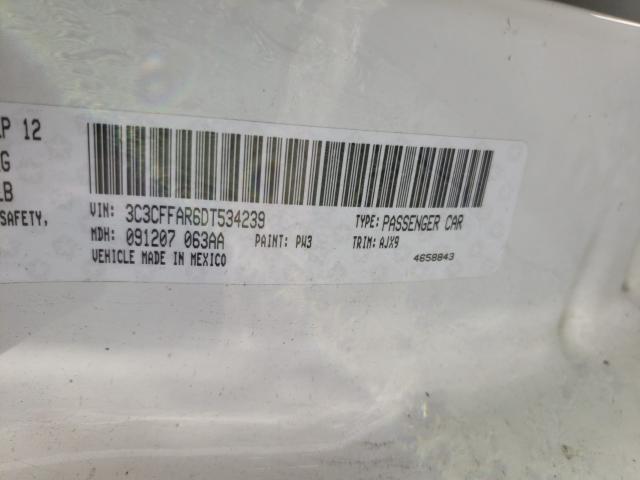 P 12
G
LB
SAFETY,
VIN: 3C3CFFAR6DT534239 TYPE: PASSENGER CAR
MDH: 091207 063AA PAINT: PW3 TRIM: AJX9
VEHICLE MADE IN MEXICO 4658843